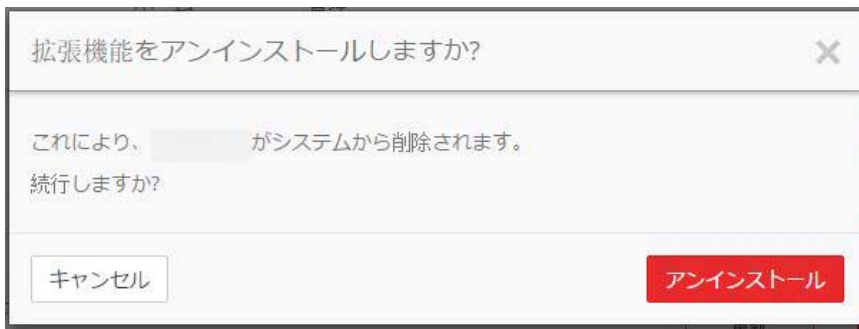 拡張機能をアンインストールしますか?
これにより、 がシステムから削除されます。
続行しますか?
キャンセル
アンインストール